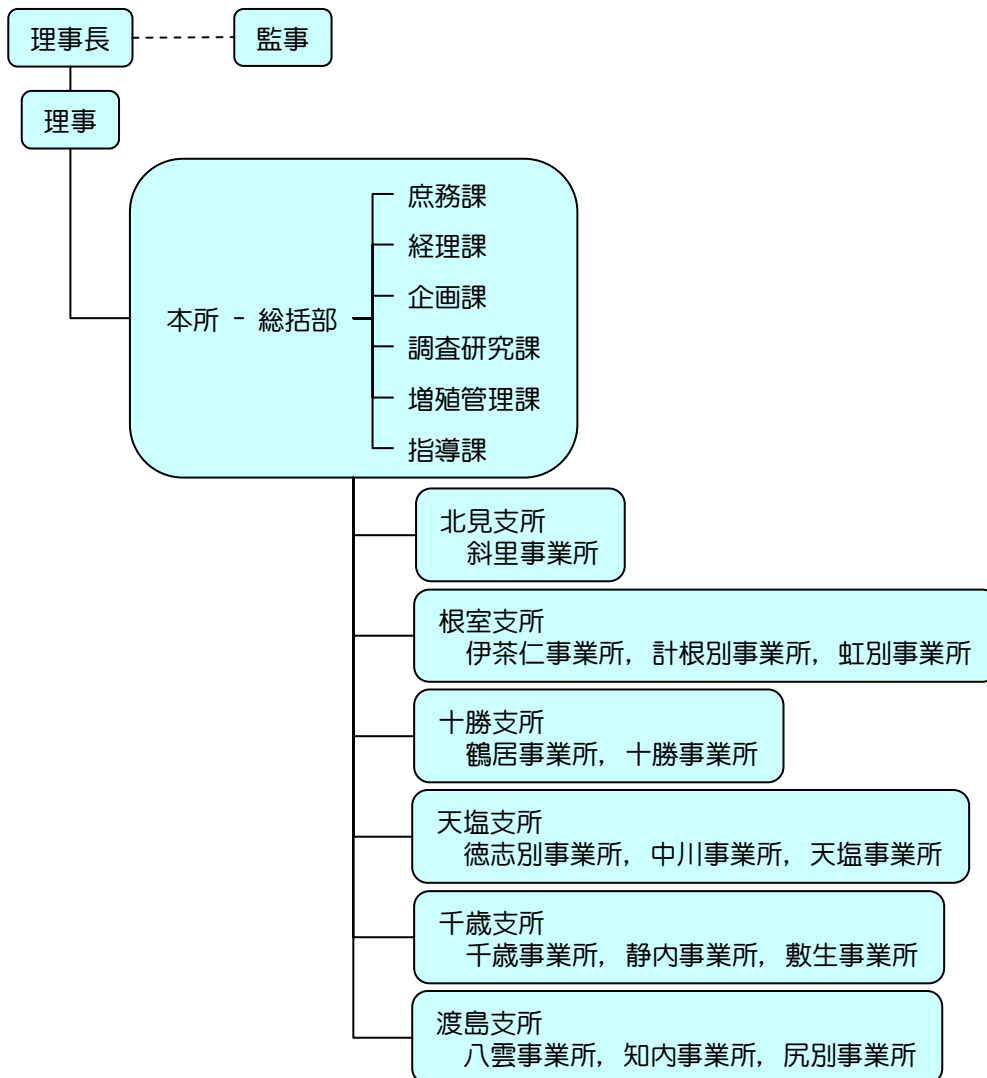 理事長
監事
理事
庶務課
経理課
企画課
本所 - 総括部
調査研究課
増殖管理課
指導課
北見支所
斜里事業所
根室支所
伊茶仁事業所, 計根別事業所, 虹別事業所
十勝支所
鶴居事業所, 十勝事業所
天塩支所
徳志別事業所, 中川事業所, 天塩事業所
千歳支所
千歳事業所, 静内事業所, 敷生事業所
渡島支所
八雲事業所, 知内事業所, 尻別事業所